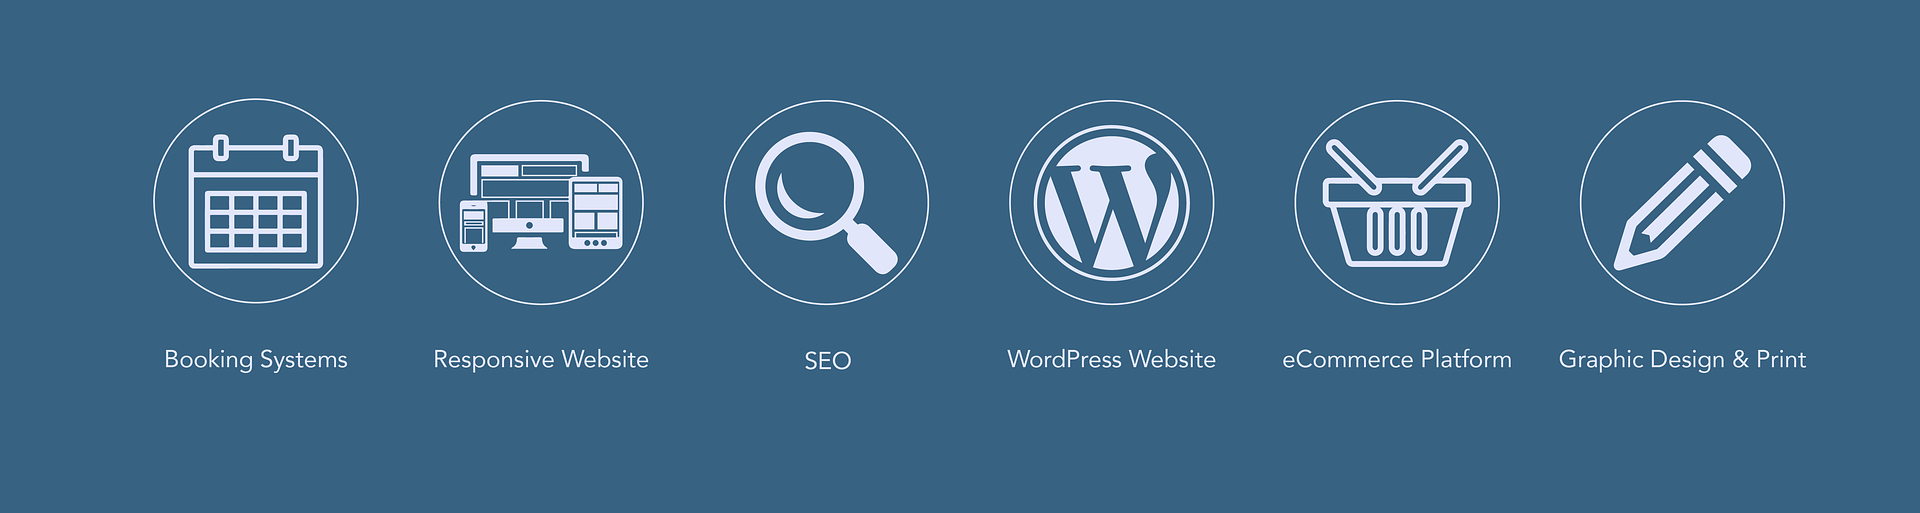 Booking Systems
Responsive Website
SEO
WordPress Website
eCommerce Platform
Graphic Design & Print